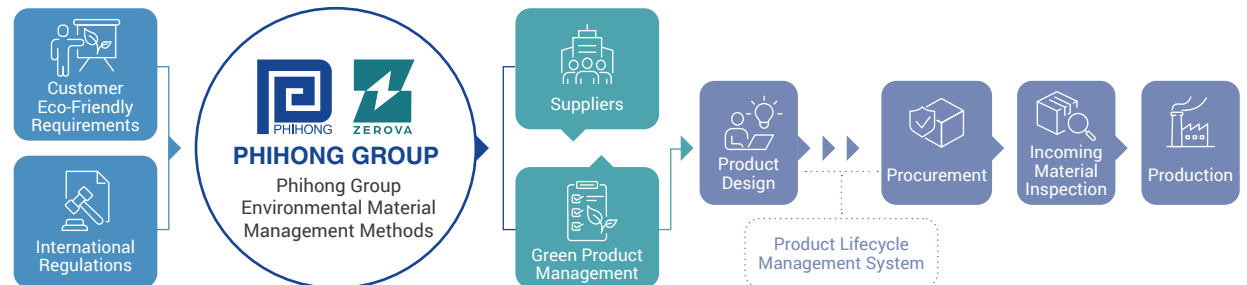 Customer
Eco-Friendly
Requirements
International
Regulations
PHIHONG
ZEROVA
PHIHONG GROUP
Phihong Group
Environmental Material
Management Methods
Suppliers
Green Product
Management
Product
Design
Product Lifecycle
Management System
Procurement
Incoming
Material
Inspection
Production